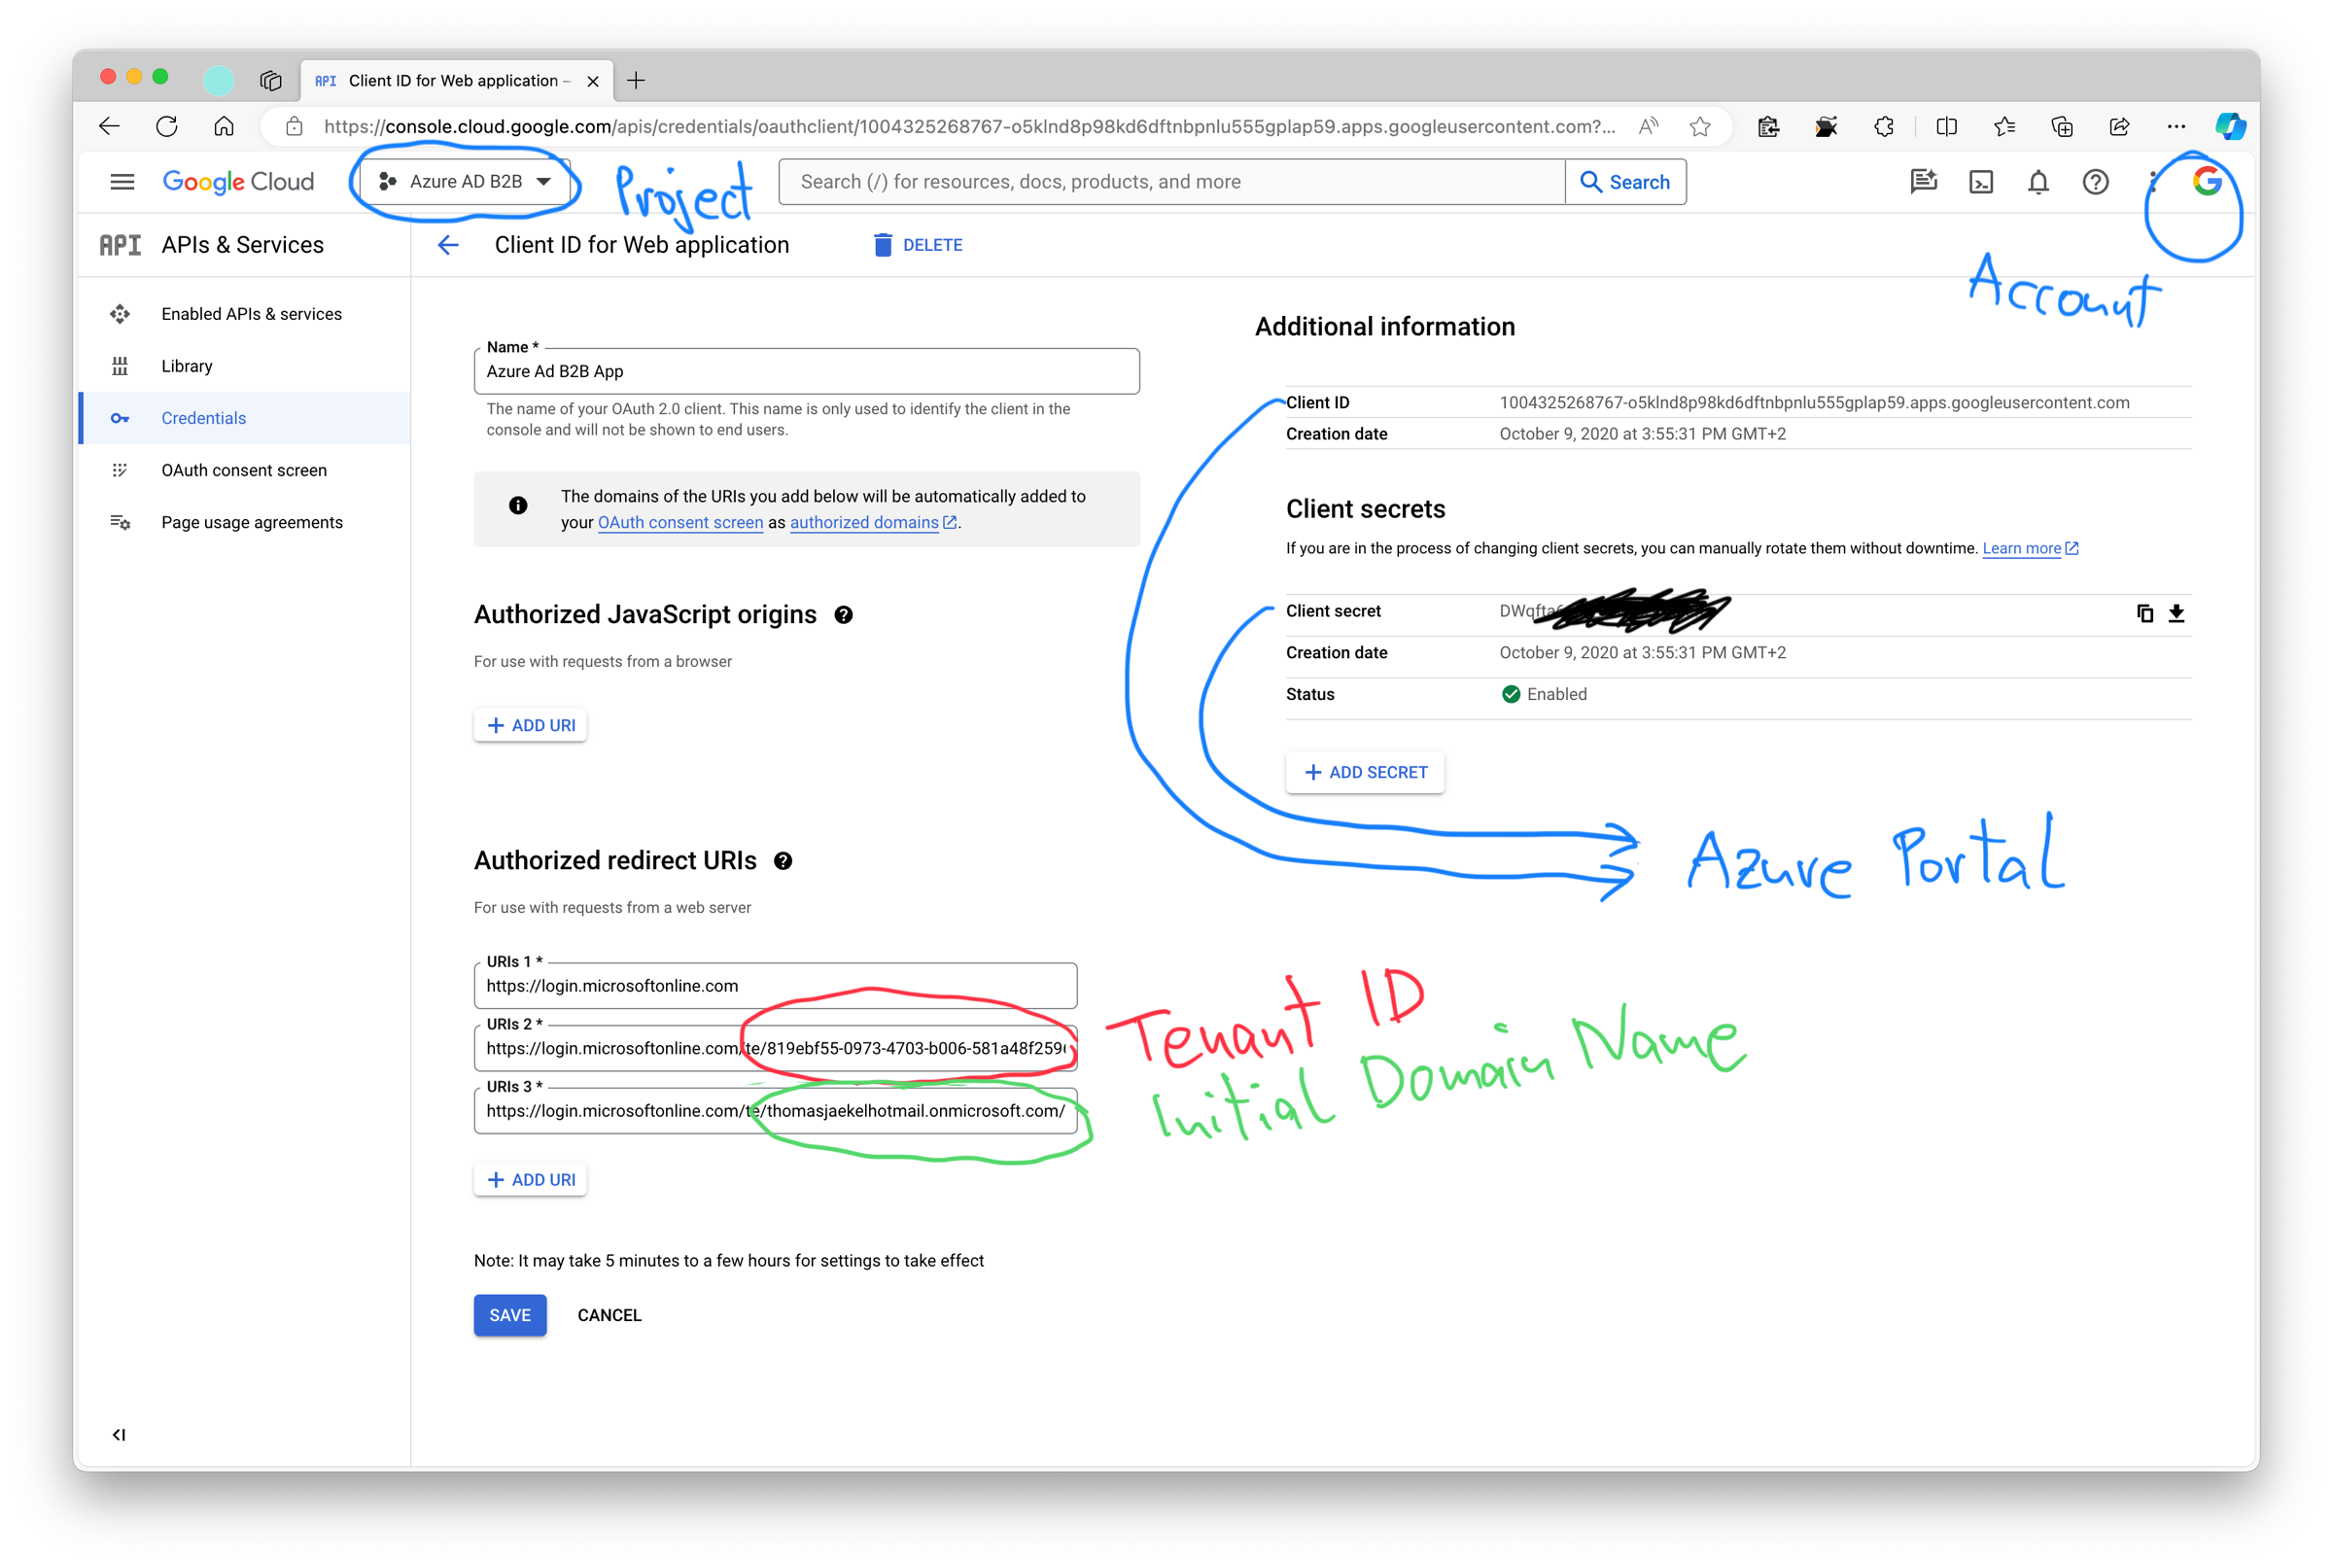 API Client ID for Web application –
https://console.cloud.google.com/apis/credentials/oauthclient/1004325268767-o5klnd8p98kd6dftnbpnlu555gplap59.apps.googleusercontent.com?...
Google Cloud
Azure AD B2B
Project
Search (/) for resources, docs, products, and more
Search
Account
API APIs & Services
Client ID for Web application
DELETE
Enabled APIs & services
Library
Credentials
OAuth consent screen
Page usage agreements
Name *
Azure Ad B2B App
The name of your OAuth 2.0 client. This name is only used to identify the client in the
console and will not be shown to end users.
The domains of the URIs you add below will be automatically added to
your OAuth consent screen as authorized domains.
Authorized JavaScript origins
For use with requests from a browser
+ ADD URI
Authorized redirect URIs
For use with requests from a web server
URIs 1 *
https://login.microsoftonline.com
URIs 2 *
https://login.microsoftonline.com/te/819ebf55-0973-4703-b006-581a48f259
URIs 3 *
https://login.microsoftonline.com/te/thomasjaekelhotmail.onmicrosoft.com/
Tenant ID
Initial Domain Name
+ ADD URI
Note: It may take 5 minutes to a few hours for settings to take effect
SAVE
CANCEL
Additional information
Client ID 1004325268767-o5klnd8p98kd6dftnbpnlu555gplap59.apps.googleusercontent.com
Creation date October 9, 2020 at 3:55:31 PM GMT+2
Client secrets
If you are in the process of changing client secrets, you can manually rotate them without downtime. Learn more
Client secret DWqfta
Creation date October 9, 2020 at 3:55:31 PM GMT+2
Status Enabled
+ ADD SECRET
Azure Portal